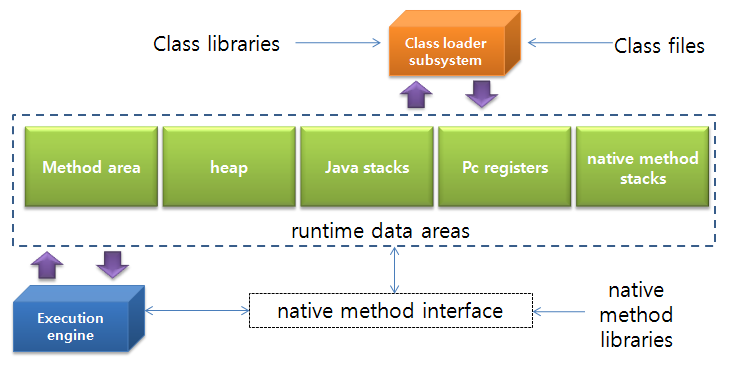 Class libraries
Class loader
subsystem
Class files
Method area
heap
Java stacks
Pc registers
native method
stacks
runtime data areas
Execution
engine
native method interface
native
method
libraries